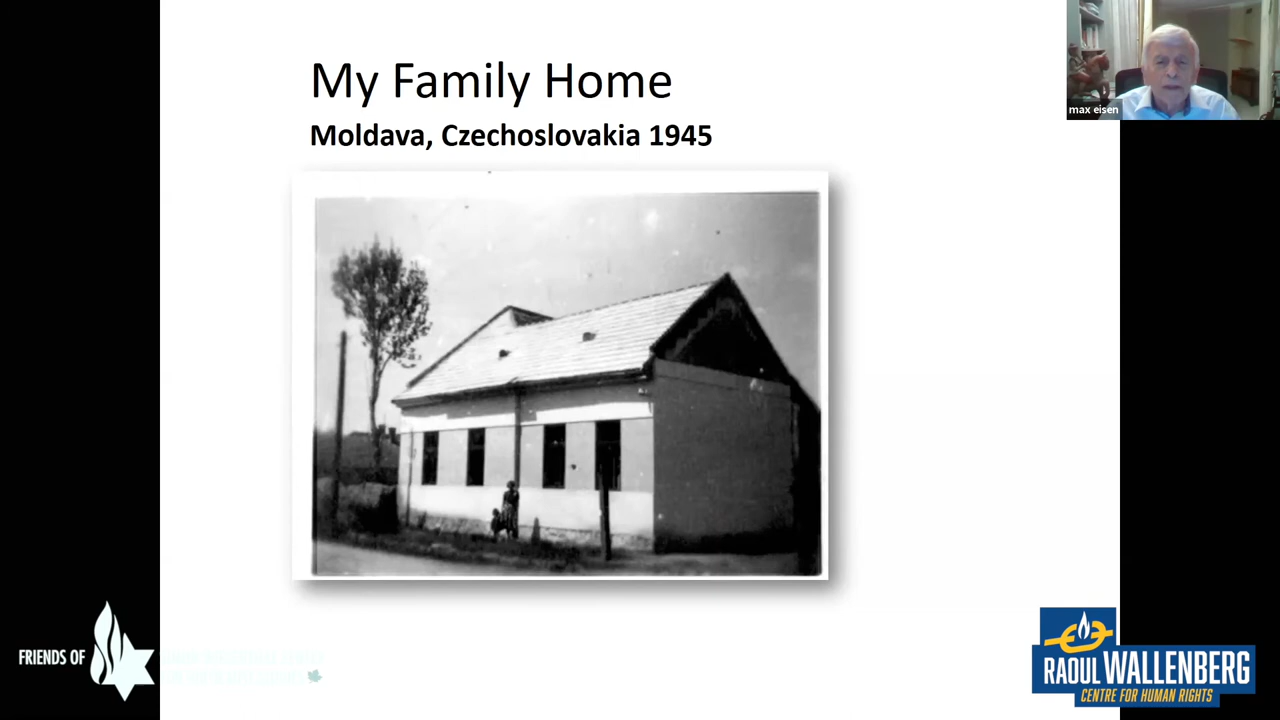 My Family Home
Moldava, Czechoslovakia 1945
max eisen
FRIENDS OF
RAOUL WALLENBERG
CENTRE FOR HUMAN RIGHTS